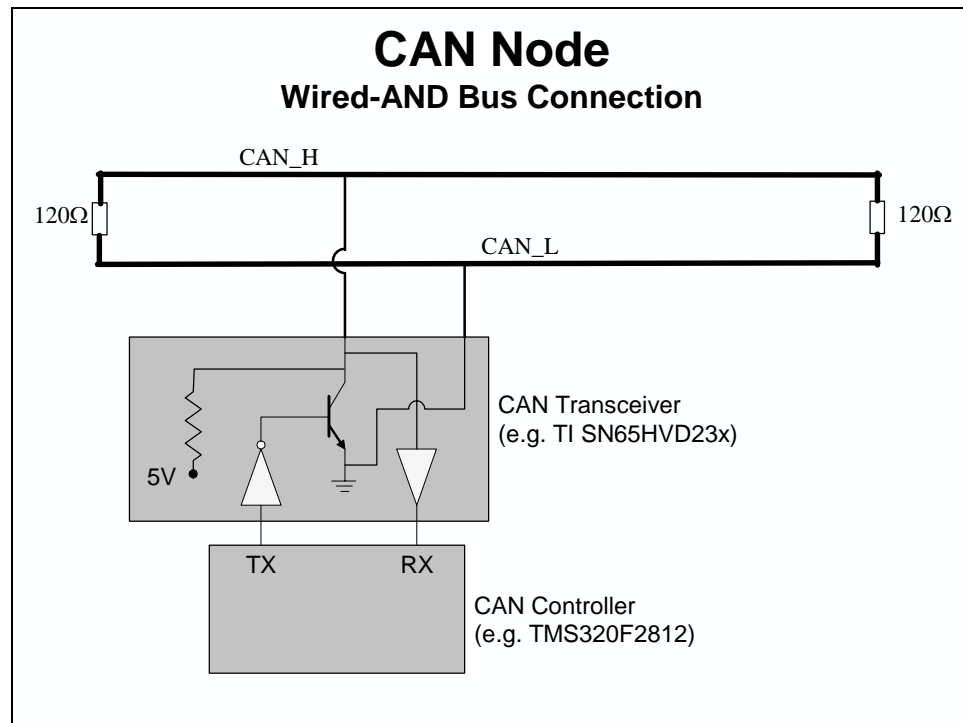 CAN Node
Wired-AND Bus Connection
CAN_H
120Ω
120Ω
CAN_L
CAN Transceiver
(e.g. TI SN65HVD23x)
5V
TX
RX
CAN Controller
(e.g. TMS320F2812)